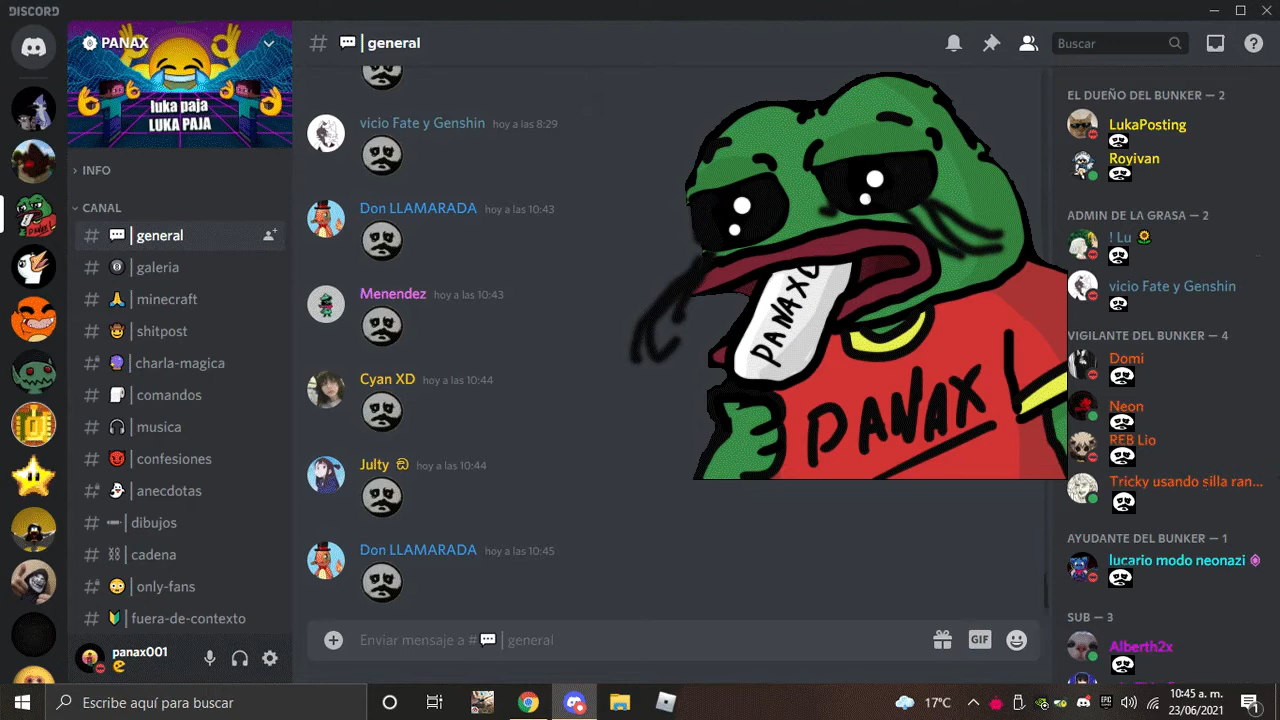 DISCORD
PANAX
luka paja
LUKA PAJA
INFO
CANAL
# | general
# | galeria
# | minecraft
# | shitpost
# | charla-magica
# | comandos
# | musica
# | confesiones
# | anecdotas
# | dibujos
# | cadena
# | only-fans
# | fuera-de-contexto
panax001
# | general
Buscar
vicio Fate y Genshin hoy a las 8:29
Don LLAMARADA hoy a las 10:43
Menendez hoy a las 10:43
Cyan XD hoy a las 10:44
Julty hoy a las 10:44
Don LLAMARADA hoy a las 10:45
Enviar mensaje a # | general
GIF
PANAXO
PANAX
EL DUEÑO DEL BUNKER — 2
LukaPosting
Royivan
ADMIN DE LA GRASA — 2
! Lu
vicio Fate y Genshin
VIGILANTE DEL BUNKER — 4
Domi
Neon
REB Lio
Tricky usando silla ran...
AYUDANTE DEL BUNKER — 1
lucario modo neonazi
SUB — 3
Alberth2x
Escribe aquí para buscar
17°C
EPIC
10:45 a. m.
23/06/2021
1